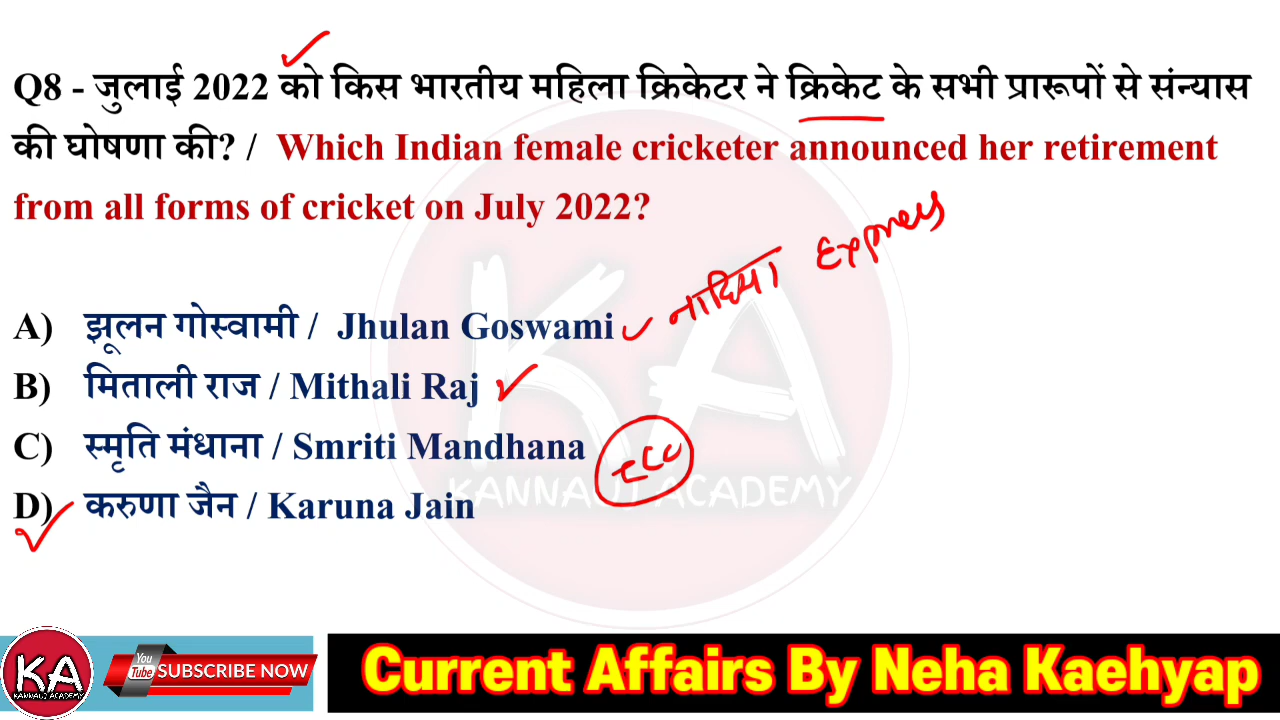 Q8 - जुलाई 2022 को किस भारतीय महिला क्रिकेटर ने क्रिकेट के सभी प्रारूपों से संन्यास
की घोषणा की? / Which Indian female cricketer announced her retirement
from all forms of cricket on July 2022?
नादिया Express
A) झूलन गोस्वामी / Jhulan Goswami
B) मिताली राज / Mithali Raj
C) स्मृति मंधाना / Smriti Mandhana
ICC
D) करुणा जैन / Karuna Jain
KA
KANNAUJ ACADEMY
KA
KANNAUJ ACADEMY
You
Tube
SUBSCRIBE NOW
Current Affairs By Neha Kaehyap